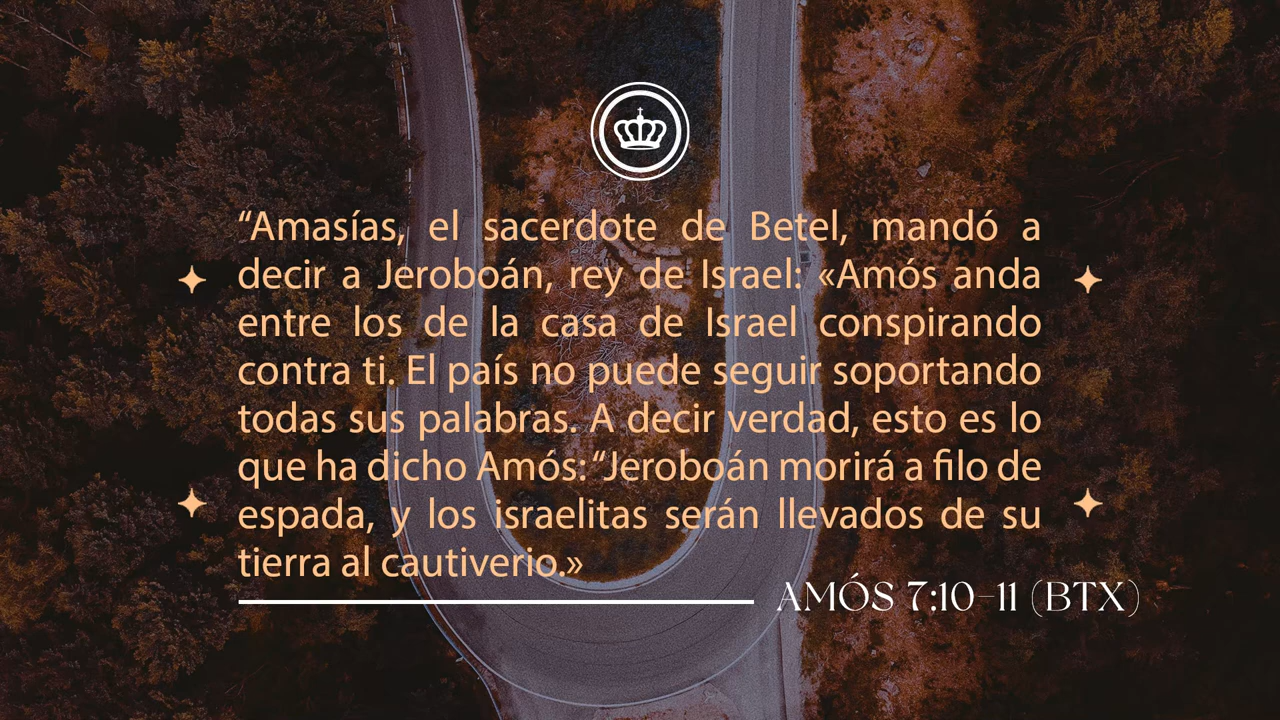 “Amasías, el sacerdote de Betel, mandó a
decir a Jeroboán, rey de Israel: «Amós anda
entre los de la casa de Israel conspirando
contra ti. El país no puede seguir soportando
todas sus palabras. A decir verdad, esto es lo
que ha dicho Amós: “Jeroboán morirá a filo de
espada, y los israelitas serán llevados de su
tierra al cautiverio.»
AMÓS 7:10-11 (BTX)